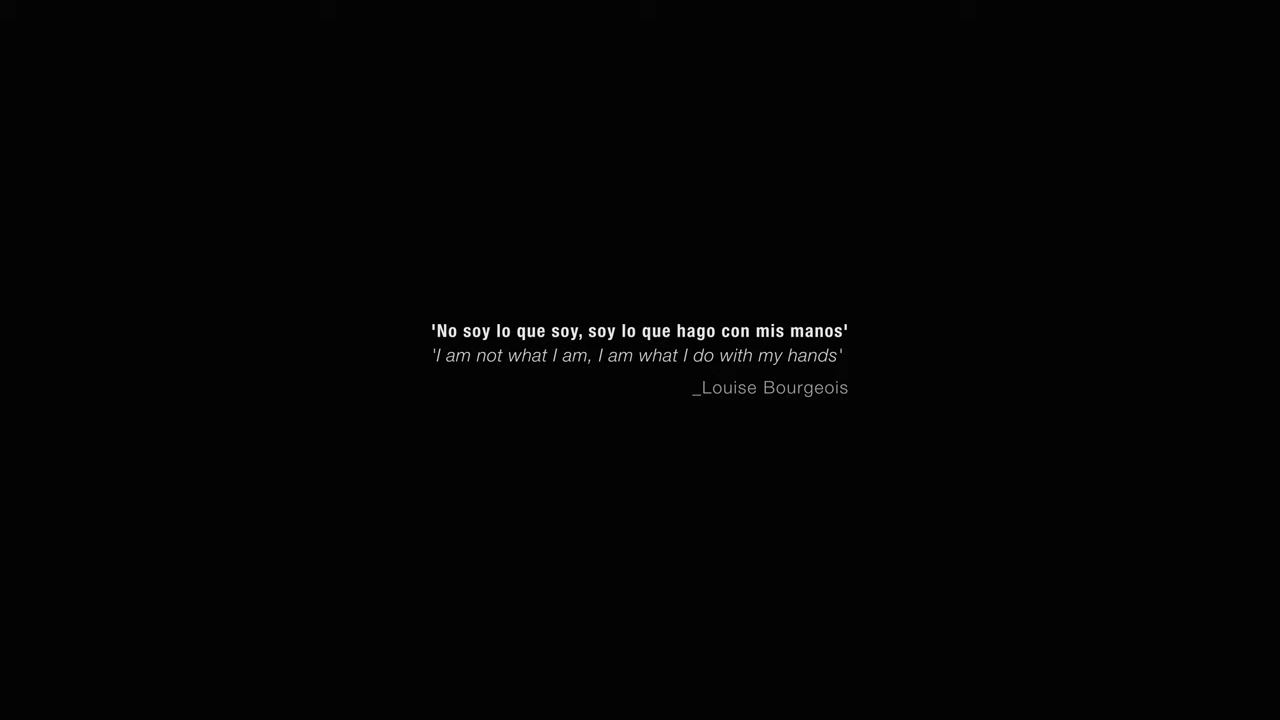 'No soy lo que soy, soy lo que hago con mis manos'
'I am not what I am, I am what I do with my hands'
_Louise Bourgeois